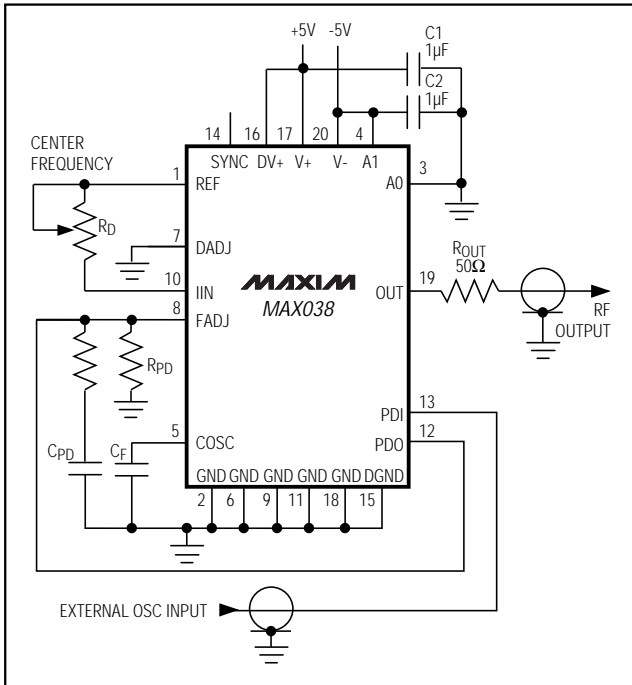 +5V -5V
C1
1µF
C2
1µF
14 16 17 20 4
SYNC DV+ V+ V- A1
CENTER
FREQUENCY
1 REF
A0 3
RD
7 DADJ
10 IIN
MAXIM
MAX038
OUT 19
ROUT
50Ω
RF
OUTPUT
8 FADJ
RPD
PDI 13
PDO 12
5 COSC
CPD
CF
GND GND GND GND GND DGND
2 6 9 11 18 15
EXTERNAL OSC INPUT